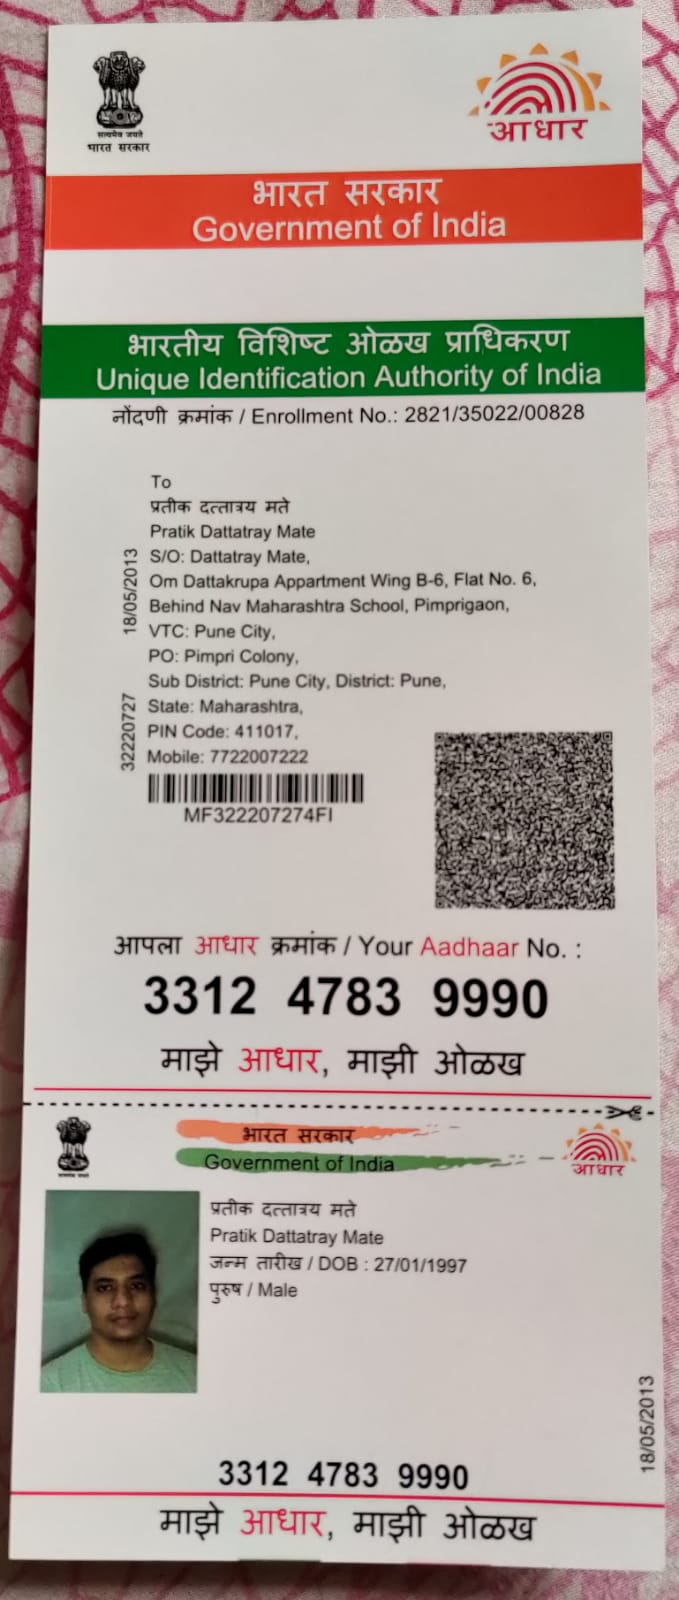 सत्यमेव जयते
भारत सरकार
आधार
भारत सरकार
Government of India
भारतीय विशिष्ट ओळख प्राधिकरण
Unique Identification Authority of India
नोंदणी क्रमांक / Enrollment No.: 2821/35022/00828
To
प्रतीक दत्तात्रय मते
Pratik Dattatray Mate
S/O: Dattatray Mate,
Om Dattakrupa Appartment Wing B-6, Flat No. 6,
Behind Nav Maharashtra School, Pimprigaon,
VTC: Pune City,
PO: Pimpri Colony,
Sub District: Pune City, District: Pune,
State: Maharashtra,
PIN Code: 411017,
Mobile: 7722007222
18/05/2013
32220727
MF322207274FI
आपला आधार क्रमांक / Your Aadhaar No. :
3312 4783 9990
माझे आधार, माझी ओळख
भारत सरकार
Government of India
आधार
प्रतीक दत्तात्रय मते
Pratik Dattatray Mate
जन्म तारीख / DOB : 27/01/1997
पुरुष / Male
18/05/2013
3312 4783 9990
माझे आधार, माझी ओळख